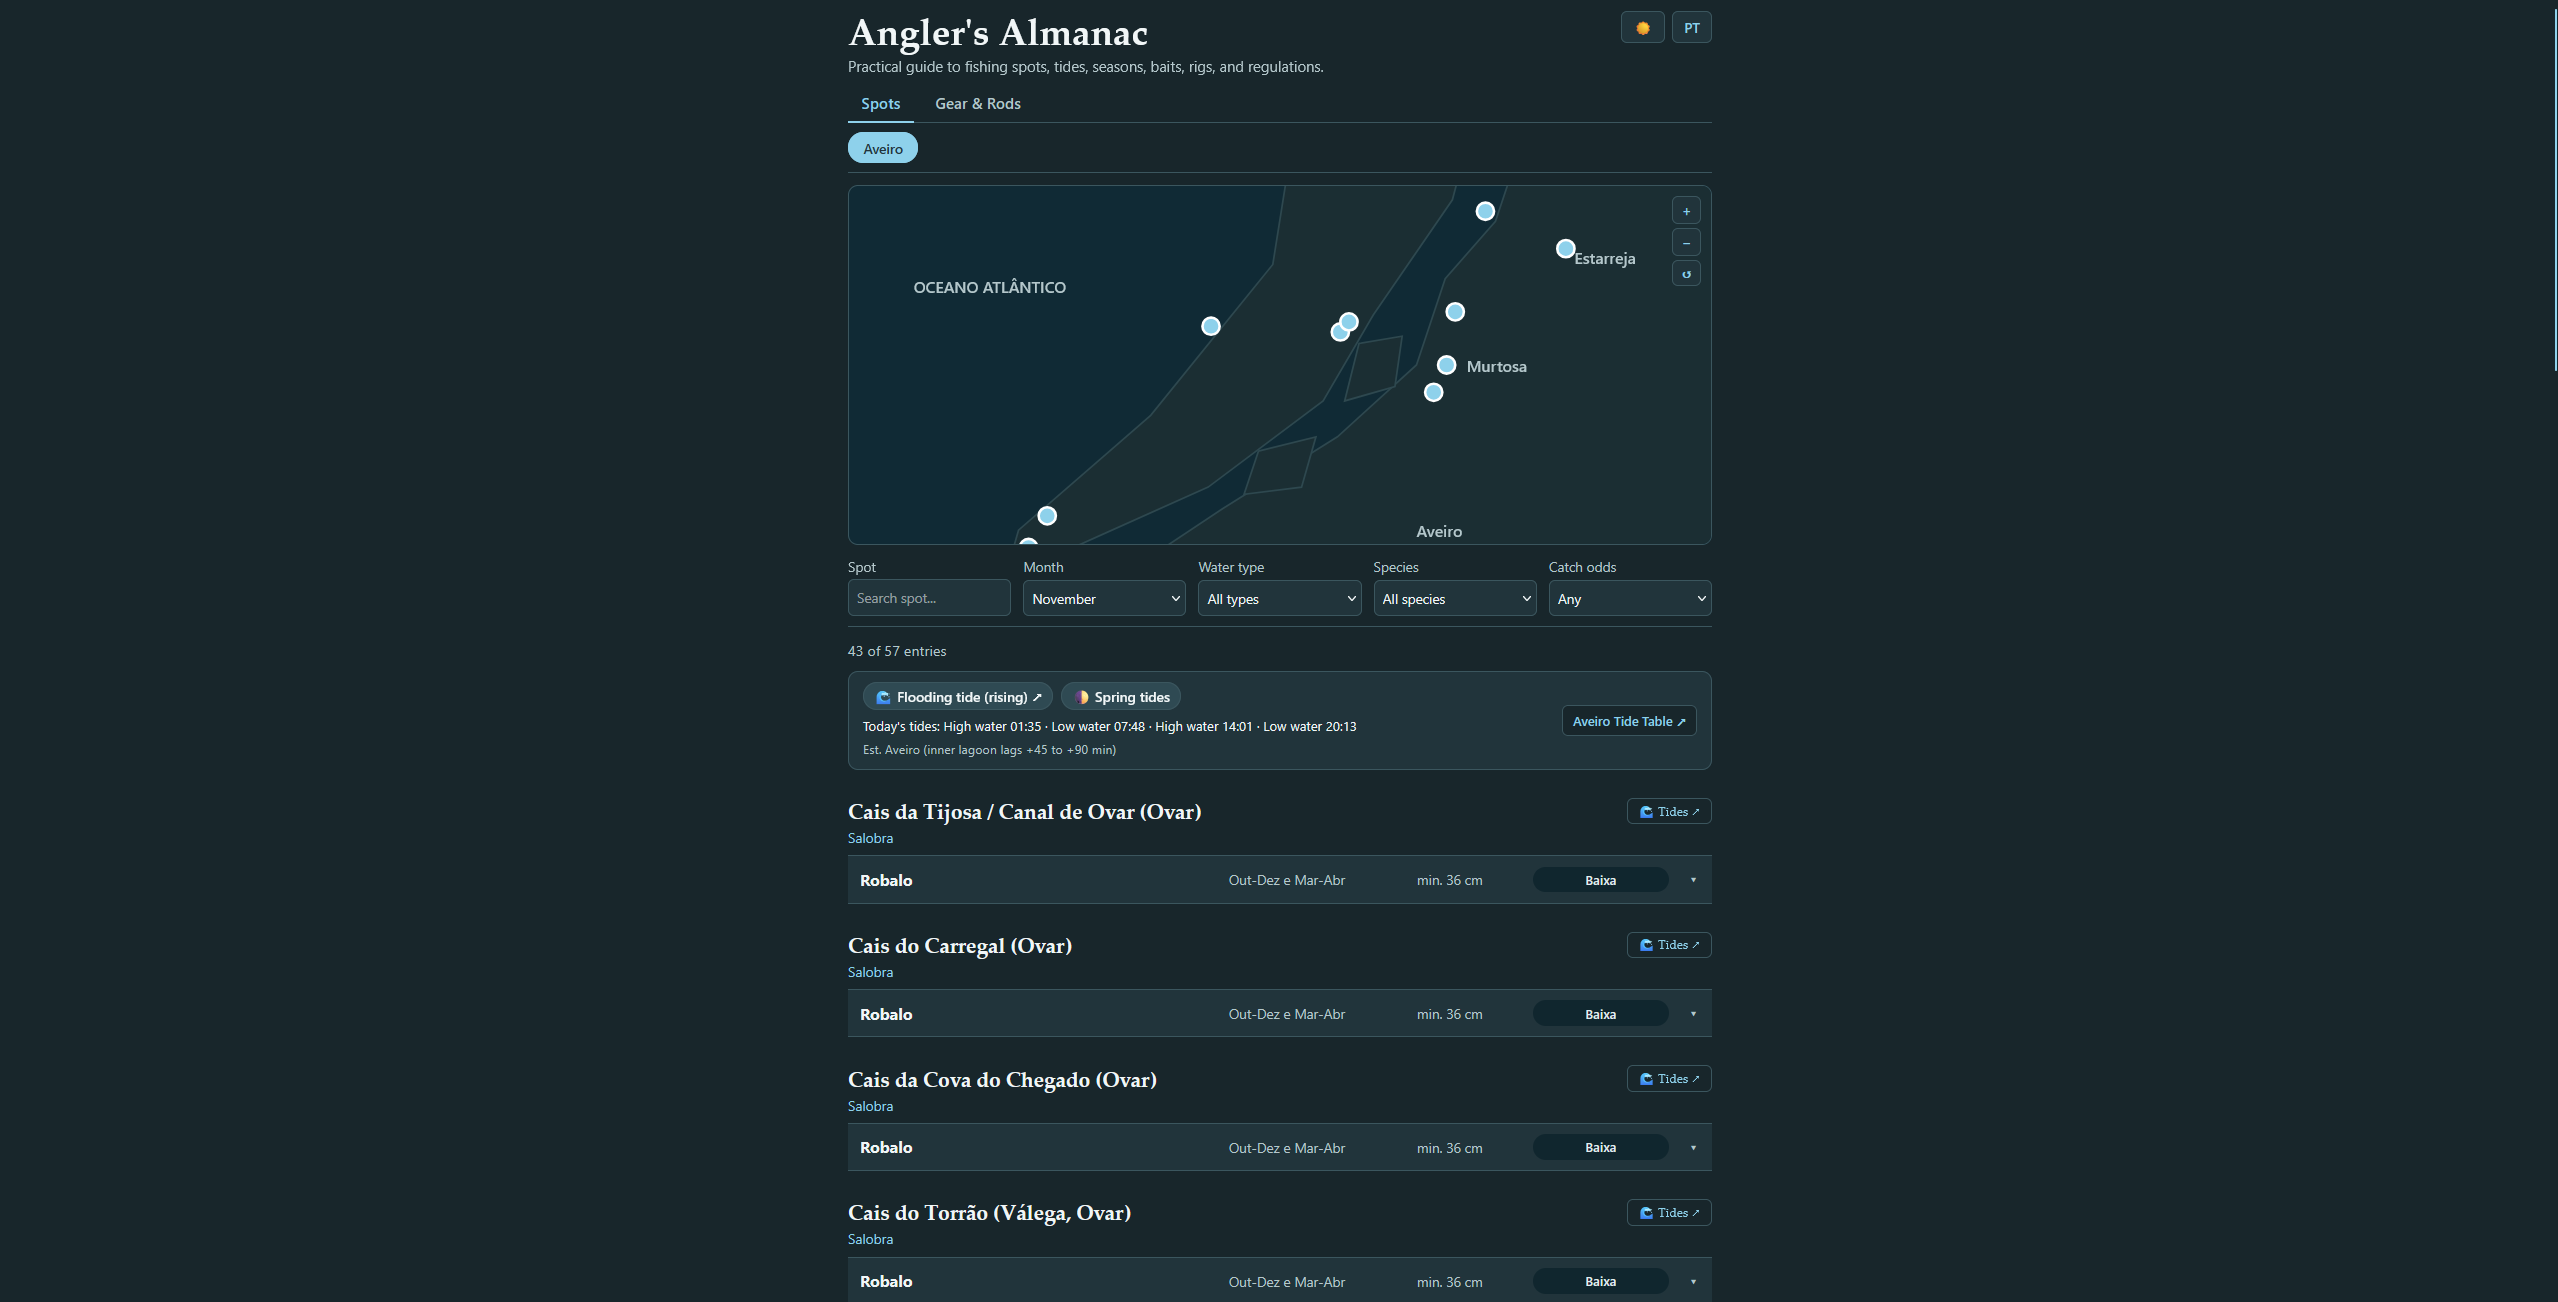 Angler's Almanac
PT
Practical guide to fishing spots, tides, seasons, baits, rigs, and regulations.
Spots
Gear & Rods
Aveiro
+
Estarreja
−
↺
OCEANO ATLÂNTICO
Murtosa
Aveiro
Spot
Month
Water type
Species
Catch odds
Search spot...
November
All types
All species
Any
43 of 57 entries
Flooding tide (rising) ↗
Spring tides
Today's tides: High water 01:35 · Low water 07:48 · High water 14:01 · Low water 20:13
Aveiro Tide Table ↗
Est. Aveiro (inner lagoon lags +45 to +90 min)
Cais da Tijosa / Canal de Ovar (Ovar)
Tides ↗
Salobra
Robalo
Out-Dez e Mar-Abr
min. 36 cm
Baixa
Cais do Carregal (Ovar)
Tides ↗
Salobra
Robalo
Out-Dez e Mar-Abr
min. 36 cm
Baixa
Cais da Cova do Chegado (Ovar)
Tides ↗
Salobra
Robalo
Out-Dez e Mar-Abr
min. 36 cm
Baixa
Cais do Torrão (Válega, Ovar)
Tides ↗
Salobra
Robalo
Out-Dez e Mar-Abr
min. 36 cm
Baixa